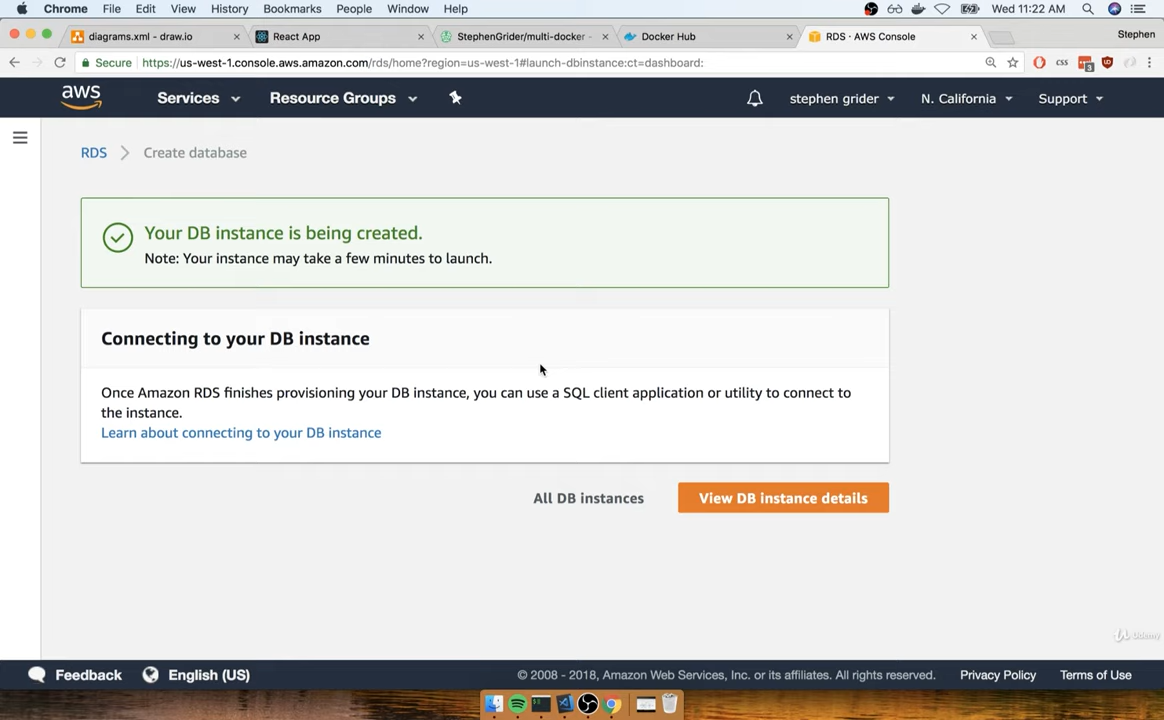 Chrome File Edit View History Bookmarks People Window Help Wed 11:22 AM
diagrams.xml - draw.io React App StephenGrider/multi-docker - Docker Hub RDS · AWS Console Stephen
Secure https://us-west-1.console.aws.amazon.com/rds/home?region=us-west-1#launch-dbinstance:ct=dashboard: css 3
aws Services Resource Groups stephen grider N. California Support
RDS Create database
Your DB instance is being created.
Note: Your instance may take a few minutes to launch.
Connecting to your DB instance
Once Amazon RDS finishes provisioning your DB instance, you can use a SQL client application or utility to connect to
the instance.
Learn about connecting to your DB instance
All DB instances View DB instance details
Udemy
Feedback English (US) © 2008 - 2018, Amazon Web Services, Inc. or its affiliates. All rights reserved. Privacy Policy Terms of Use